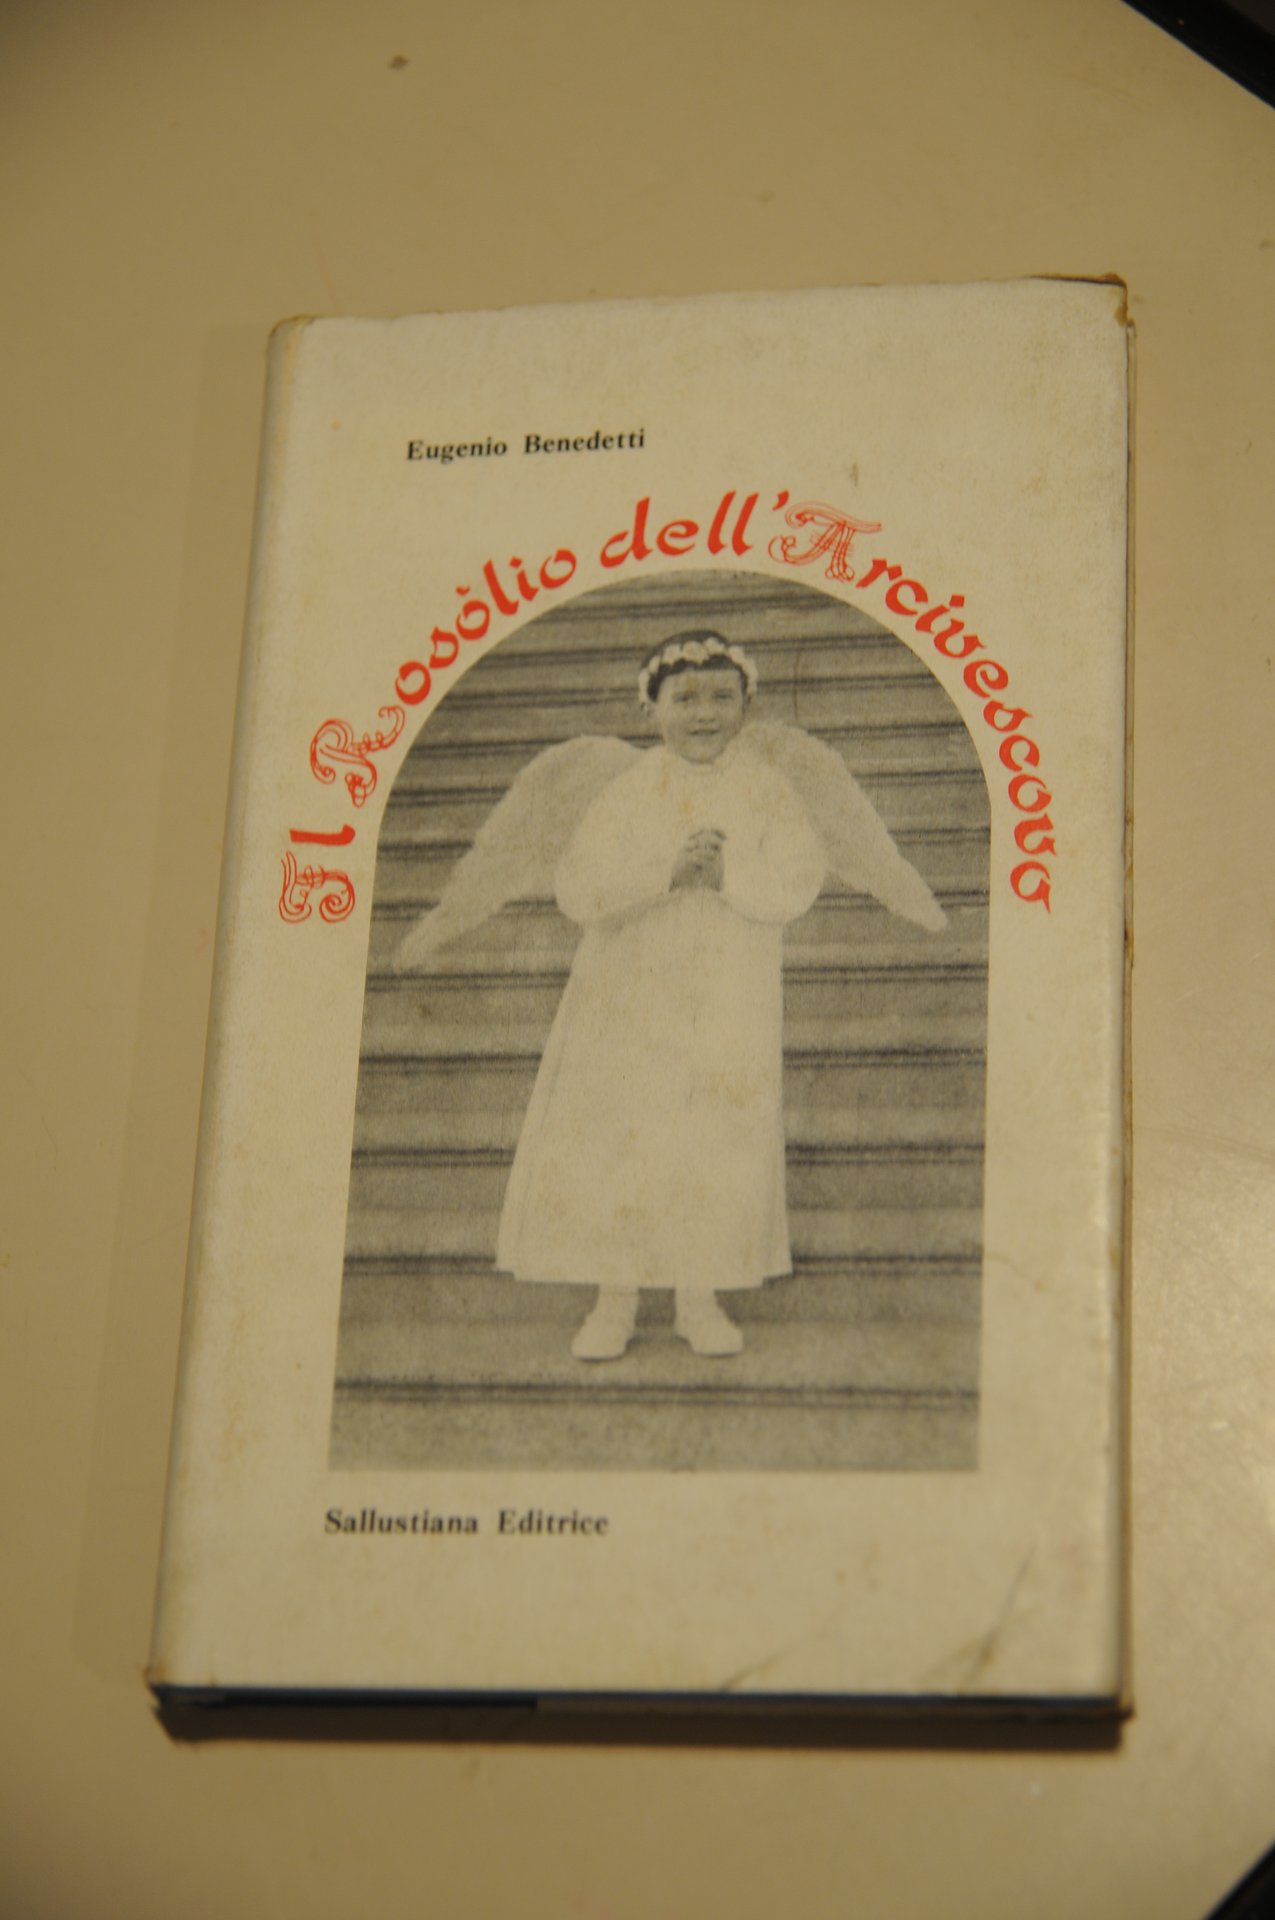 Eugenio Benedetti
Il Rosòlio dell'Arcivescovo
Sallustiana Editrice